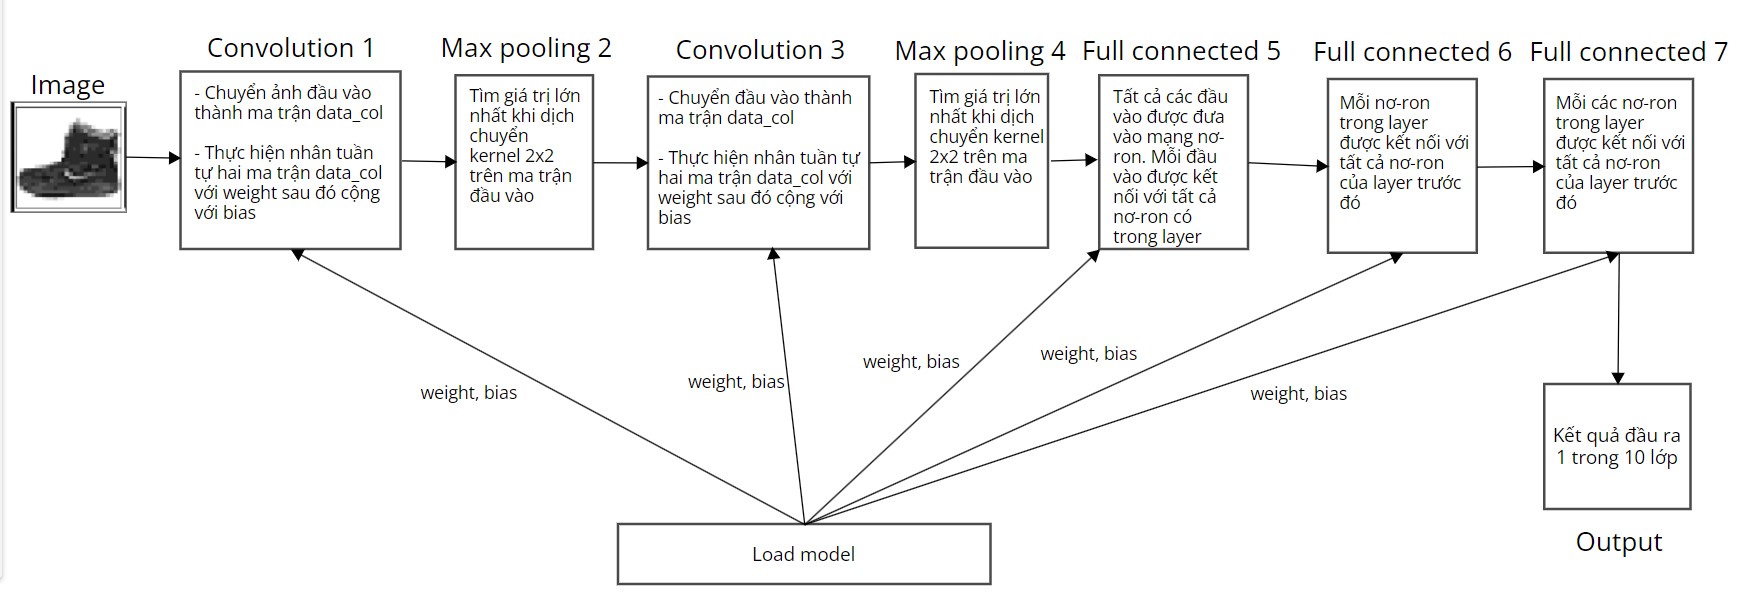 Image
Convolution 1
- Chuyển ảnh đầu vào
thành ma trận data_col
- Thực hiện nhân tuần
tự hai ma trận data_col
với weight sau đó cộng
với bias
Max pooling 2
Tìm giá trị lớn
nhất khi dịch
chuyển
kernel 2x2
trên ma trận
đầu vào
Convolution 3
- Chuyển đầu vào thành
ma trận data_col
- Thực hiện nhân tuần tự
hai ma trận data_col với
weight sau đó cộng với
bias
Max pooling 4
Tìm giá trị lớn
nhất khi dịch
chuyển kernel
2x2 trên ma
trận đầu vào
Full connected 5
Tất cả các đầu
vào được đưa
vào mạng nơ-
ron. Mỗi đầu
vào được kết
nối với tất cả
nơ-ron có
trong layer
Full connected 6
Mỗi nơ-ron
trong layer
được kết nối với
tất cả nơ-ron
của layer trước
đó
Full connected 7
Mỗi các nơ-ron
trong layer
được kết nối với
tất cả nơ-ron
của layer trước
đó
weight, bias
weight, bias
weight, bias
weight, bias
weight, bias
Kết quả đầu ra
1 trong 10 lớp
Output
Load model